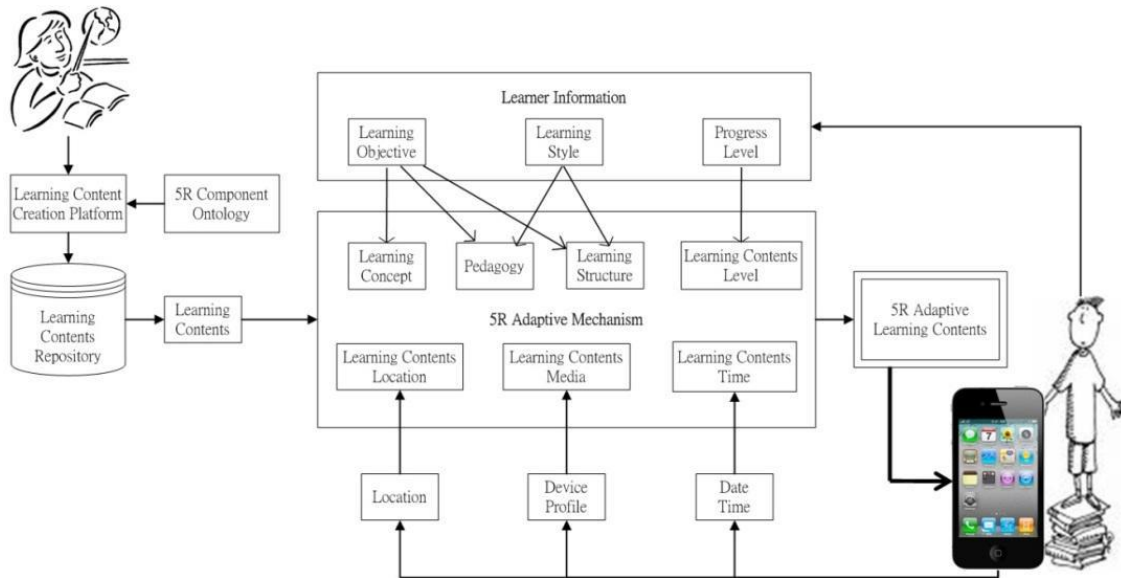 Learner Information
Learning
Objective
Learning
Style
Progress
Level
Learning Content
Creation Platform
5R Component
Ontology
Learning
Concept
Pedagogy
Learning
Structure
Learning Contents
Level
Learning
Contents
Repository
Learning
Contents
5R Adaptive Mechanism
5R Adaptive
Learning Contents
Learning Contents
Location
Learning Contents
Media
Learning Contents
Time
Location
Device
Profile
Date
Time
7